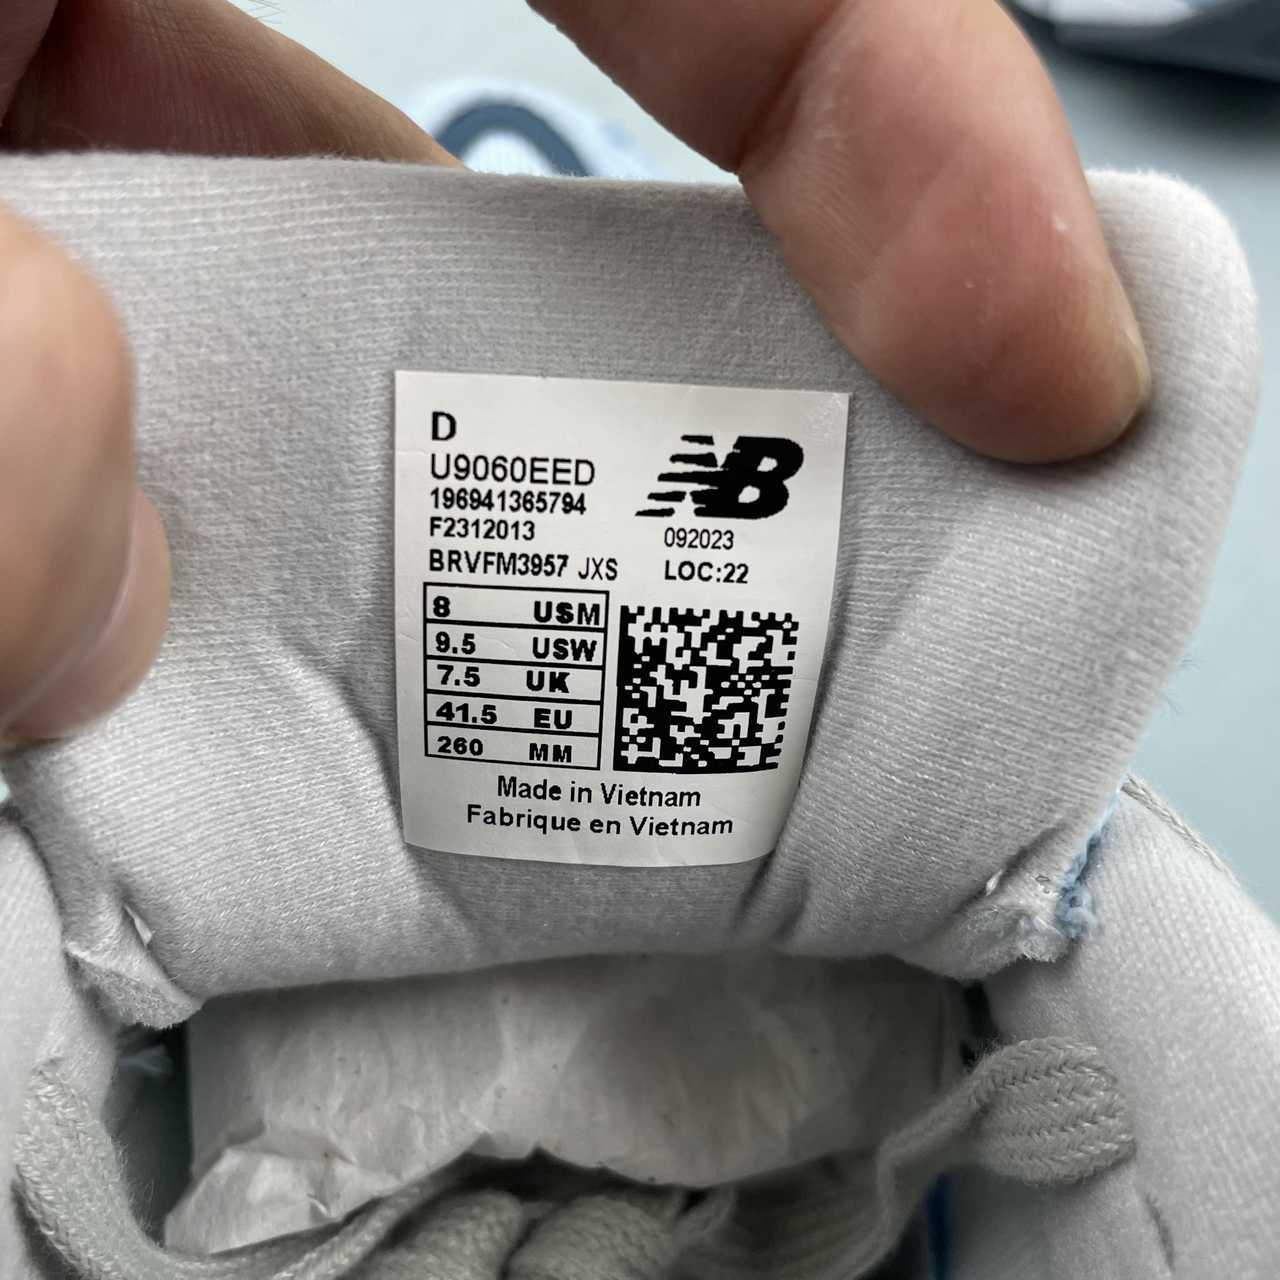 D
U9060EED
196941365794
F2312013
BRVFM3957 JXS
NB
092023
LOC:22
8 USM
9.5 USW
7.5 UK
41.5 EU
260 MM
Made in Vietnam
Fabrique en Vietnam